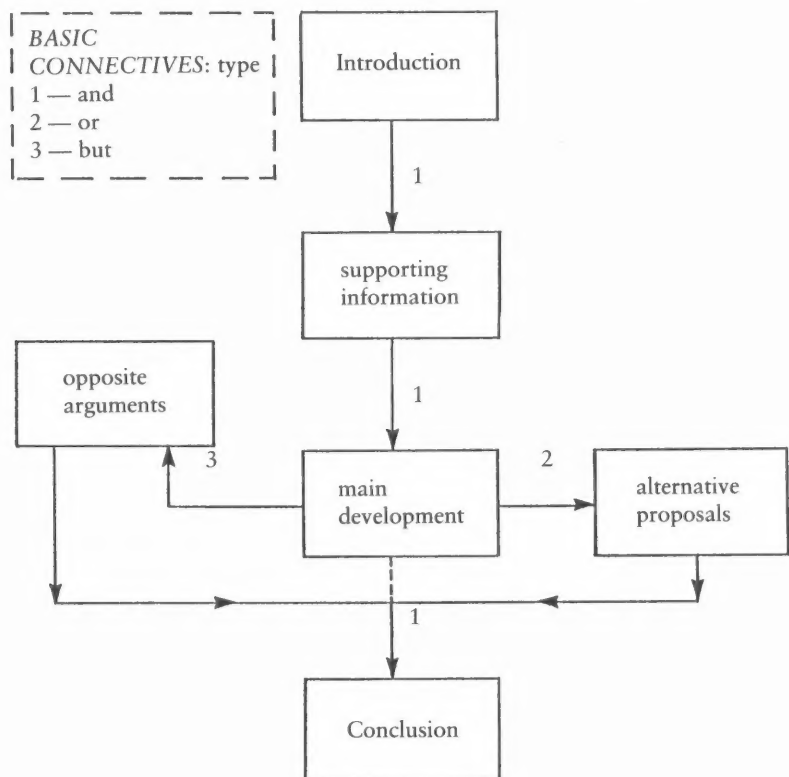 BASIC
CONNECTIVES: type
1 — and
2 — or
3 — but
Introduction
1
supporting
information
1
opposite
arguments
3
main
development
2
alternative
proposals
1
Conclusion